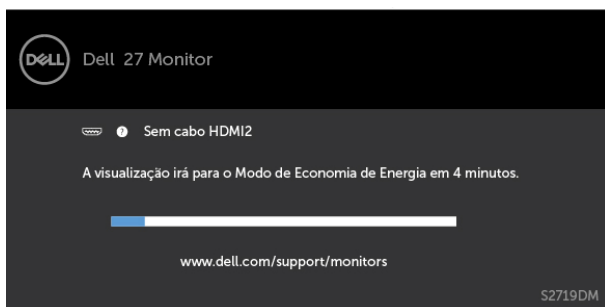 DELL
Dell 27 Monitor
? Sem cabo HDMI2
A visualização irá para o Modo de Economia de Energia em 4 minutos.
www.dell.com/support/monitors
S2719DM